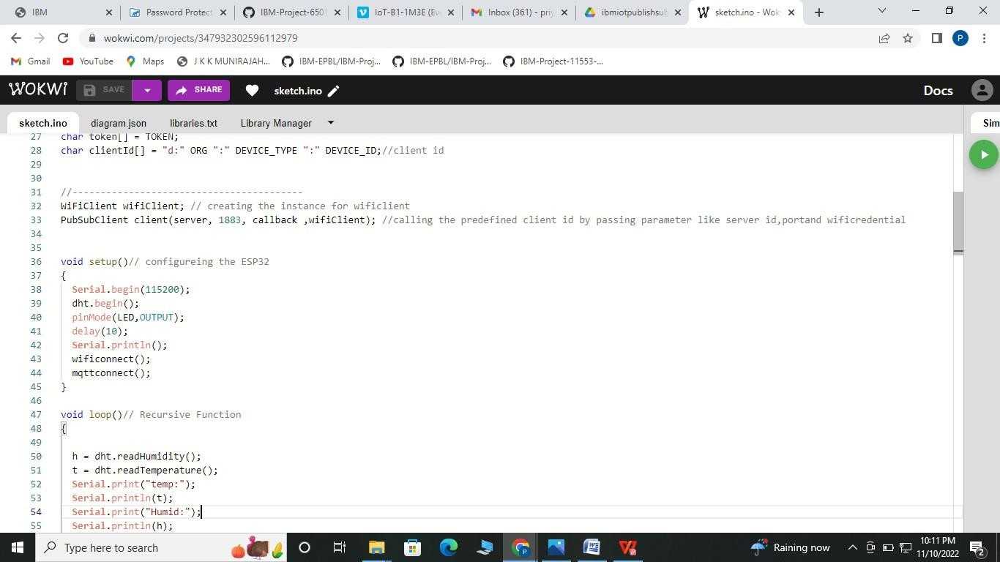 IBM
Password Protect
IBM-Project-6501
IoT-B1-1M3E (Eve
Inbox (361) - priy
ibmiotpublishsub
sketch.ino - Wok
wokwi.com/projects/347932302596112979
P
Gmail
YouTube
Maps
J K K MUNIRAJAH...
IBM-EPBL/IBM-Proj...
IBM-EPBL/IBM-Proj...
IBM-Project-11553-...
WOKWI
SAVE
SHARE
sketch.ino
Docs
sketch.ino
diagram.json
libraries.txt
Library Manager
Sim
27 char token[] = TOKEN;
28 char clientId[] = "d:" ORG ":" DEVICE_TYPE ":" DEVICE_ID;//client id
29
30
31 //-----------------------------------------
32 WiFiClient wifiClient; // creating the instance for wificlient
33 PubSubClient client(server, 1883, callback ,wifiClient); //calling the predefined client id by passing parameter like server id,portand wificredential
34
35
36 void setup()// configureing the ESP32
37 {
38 Serial.begin(115200);
39 dht.begin();
40 pinMode(LED,OUTPUT);
41 delay(10);
42 Serial.println();
43 wificonnect();
44 mqttconnect();
45 }
46
47 void loop()// Recursive Function
48 {
49
50 h = dht.readHumidity();
51 t = dht.readTemperature();
52 Serial.print("temp:");
53 Serial.println(t);
54 Serial.print("Humid:");
55 Serial.println(h);
Type here to search
Raining now
10:11 PM
11/10/2022
2